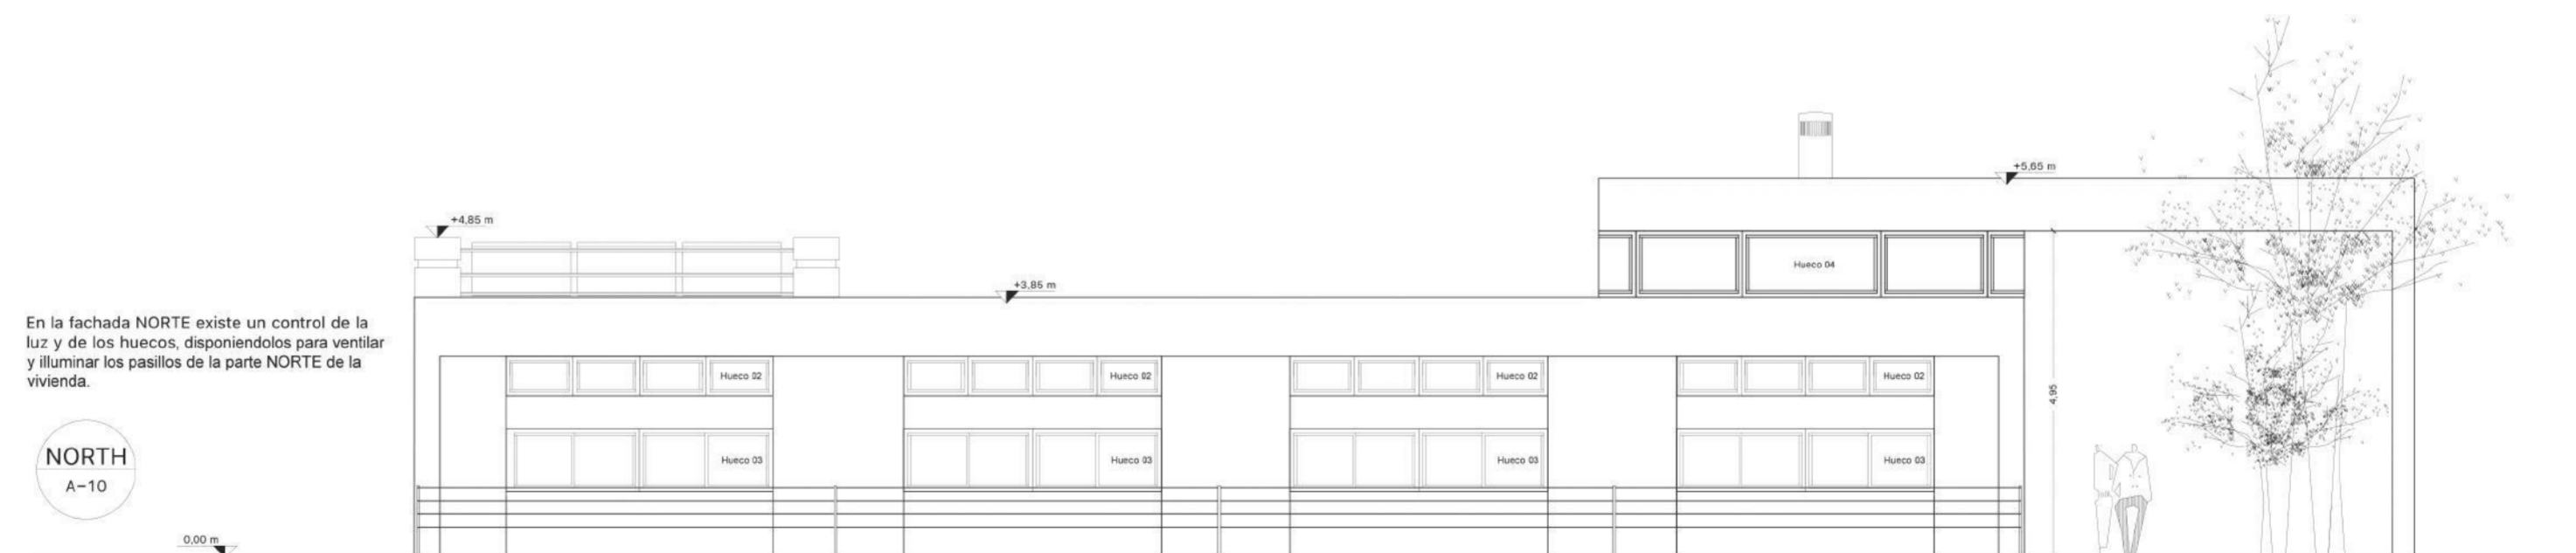 +5,65 m
+4,85 m
Hueco 04
+3,85 m
En la fachada NORTE existe un control de la
luz y de los huecos, disponiendolos para ventilar
y illuminar los pasillos de la parte NORTE de la
vivienda.
Hueco 02
Hueco 02
Hueco 02
Hueco 02
4,95
NORTH
A-10
Hueco 03
Hueco 03
Hueco 03
Hueco 03
0,00 m